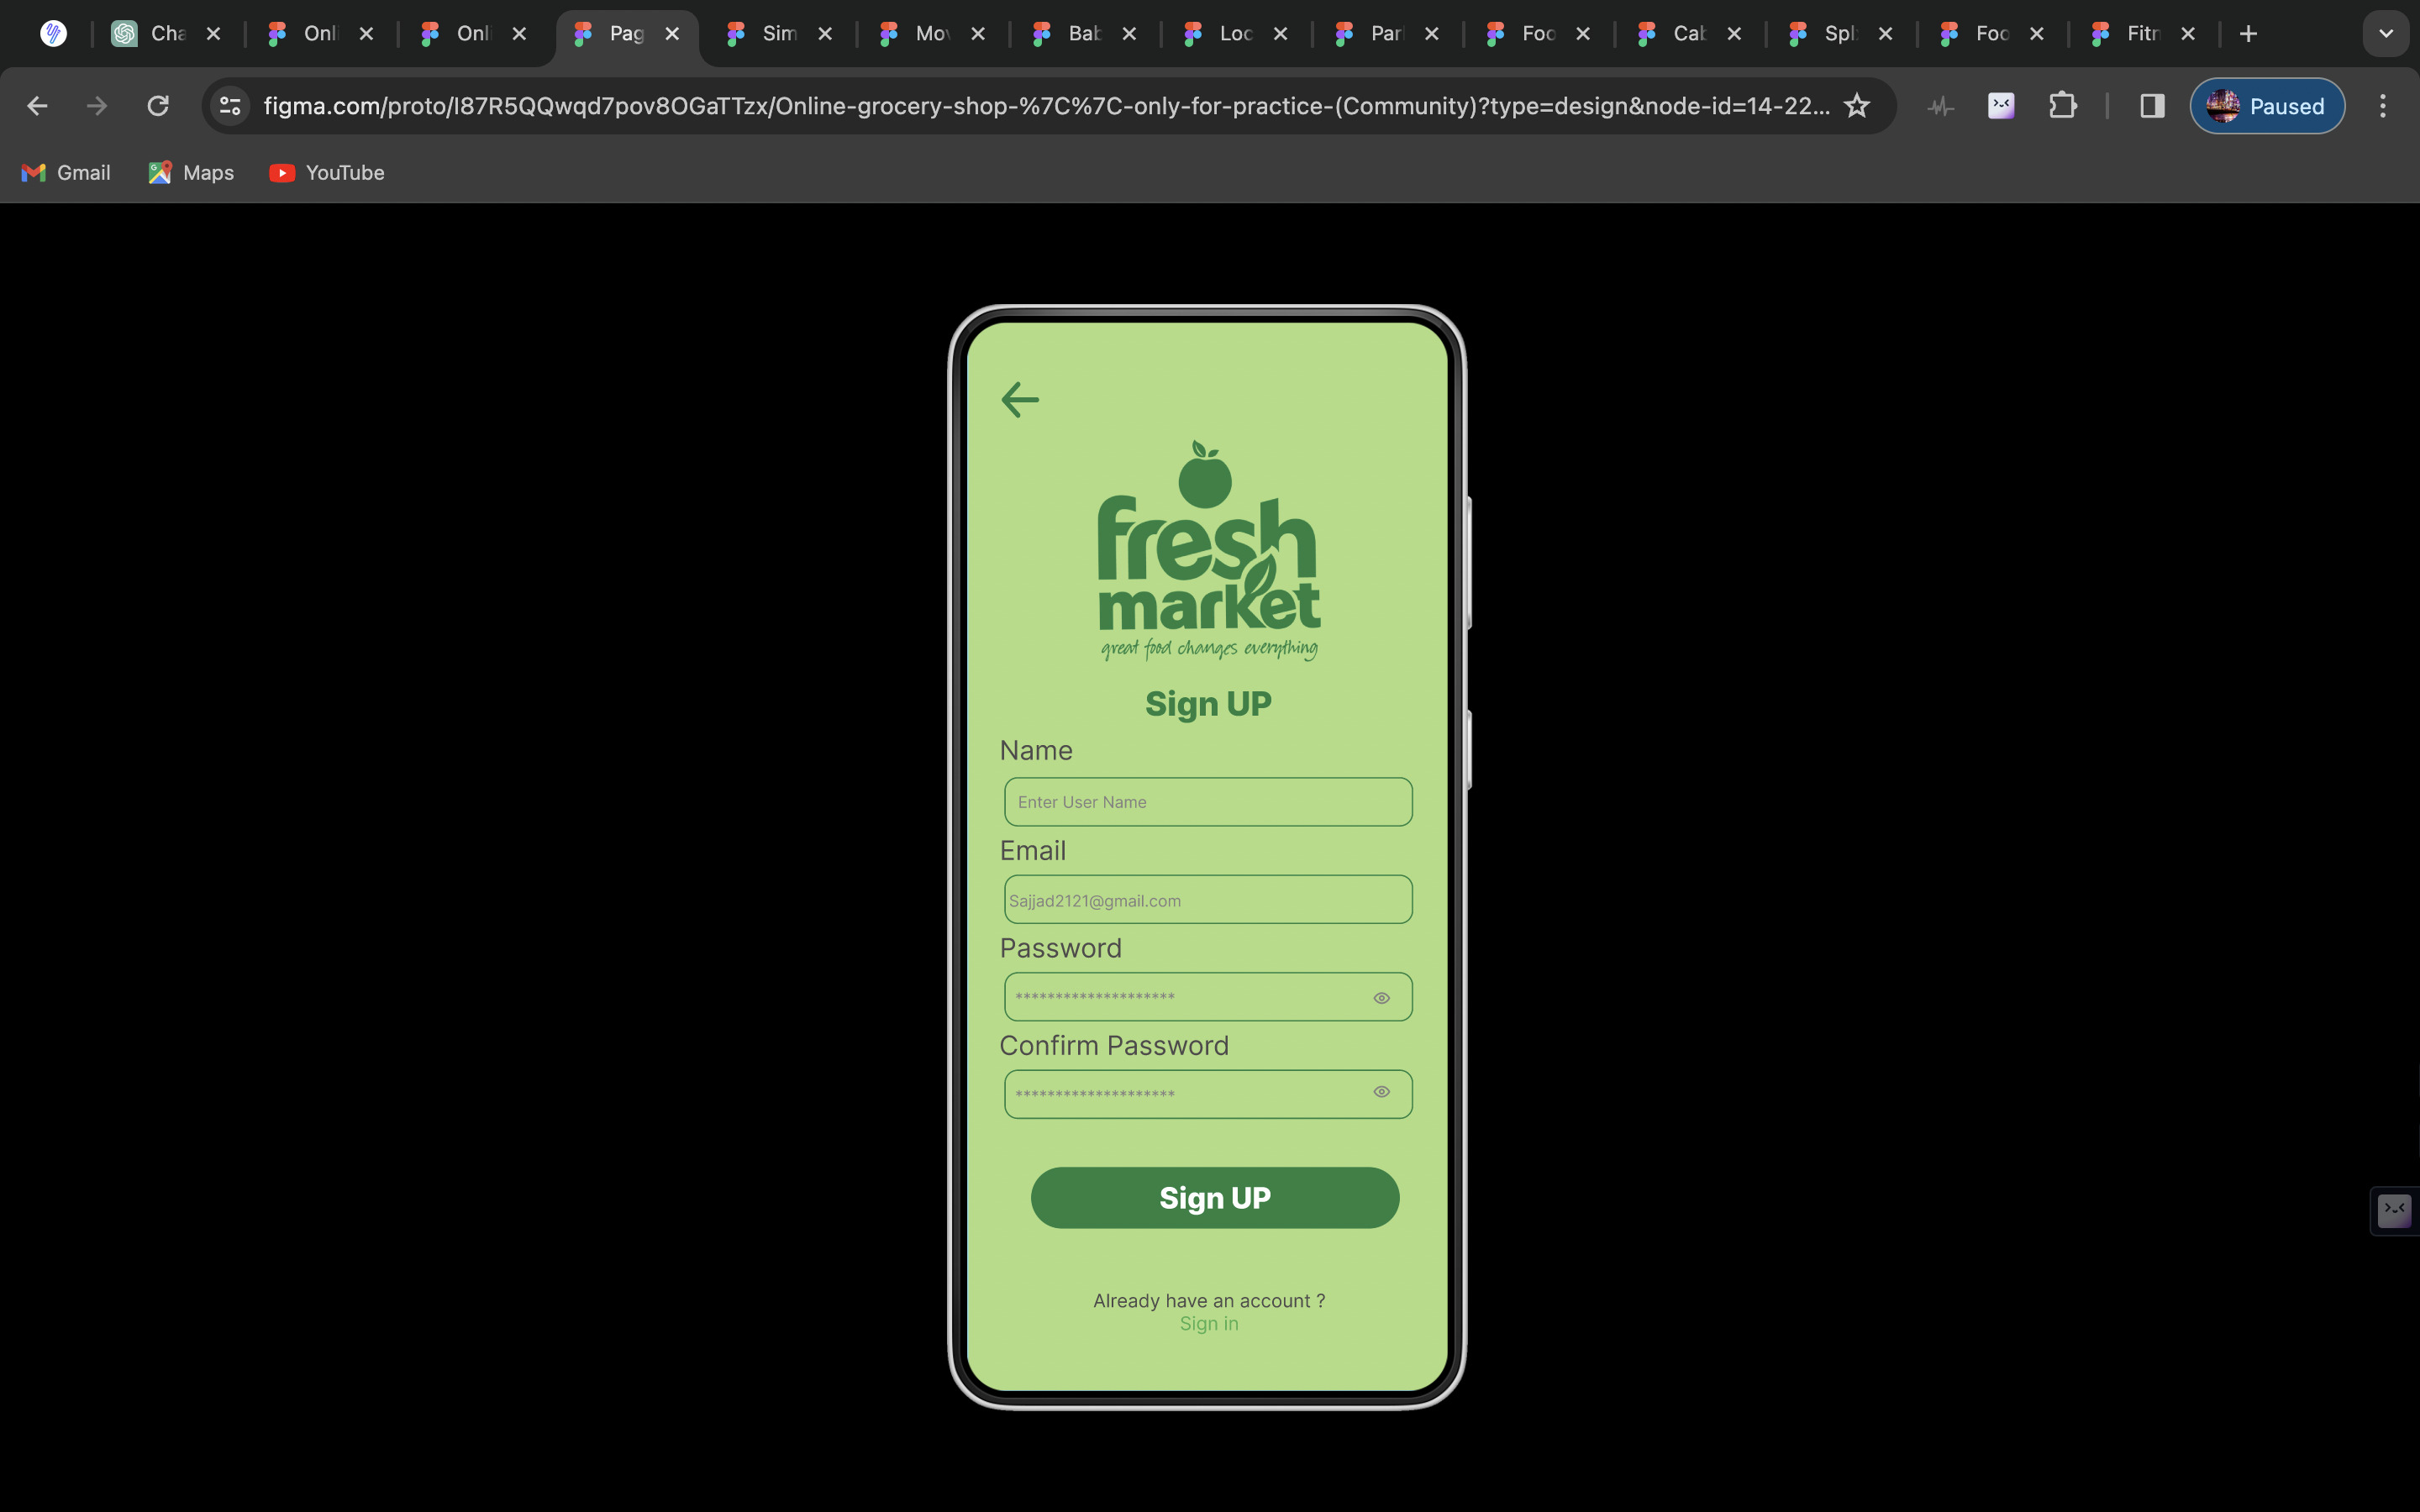 Cha
Onli
Onli
Pag
Sim
Mov
Bab
Loc
Par
Foo
Cab
Spl
Foo
Fitn
figma.com/proto/I87R5QQwqd7pov8OGaTTzx/Online-grocery-shop-%7C%7C-only-for-practice-(Community)?type=design&node-id=14-22...
Paused
Gmail
Maps
YouTube
fresh
market
great food changes everything
Sign UP
Name
Enter User Name
Email
Sajjad2121@gmail.com
Password
********************
Confirm Password
********************
Sign UP
Already have an account ?
Sign in